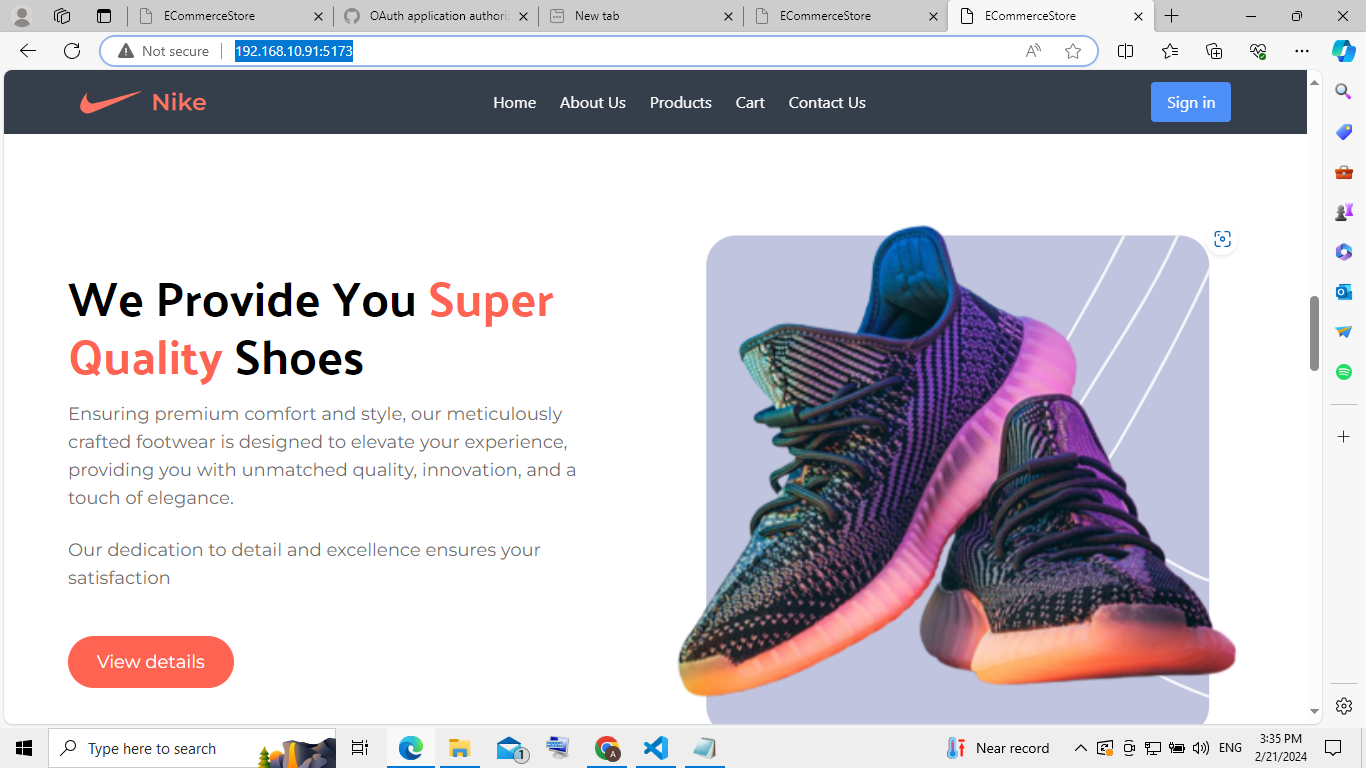 ECommerceStore
OAuth application authoriz
New tab
ECommerceStore
ECommerceStore
Not secure
192.168.10.91:5173
Nike
Home
About Us
Products
Cart
Contact Us
Sign in
We Provide You Super
Quality Shoes
Ensuring premium comfort and style, our meticulously
crafted footwear is designed to elevate your experience,
providing you with unmatched quality, innovation, and a
touch of elegance.
Our dedication to detail and excellence ensures your
satisfaction
View details
Type here to search
1
A
Near record
ENG
3:35 PM
2/21/2024